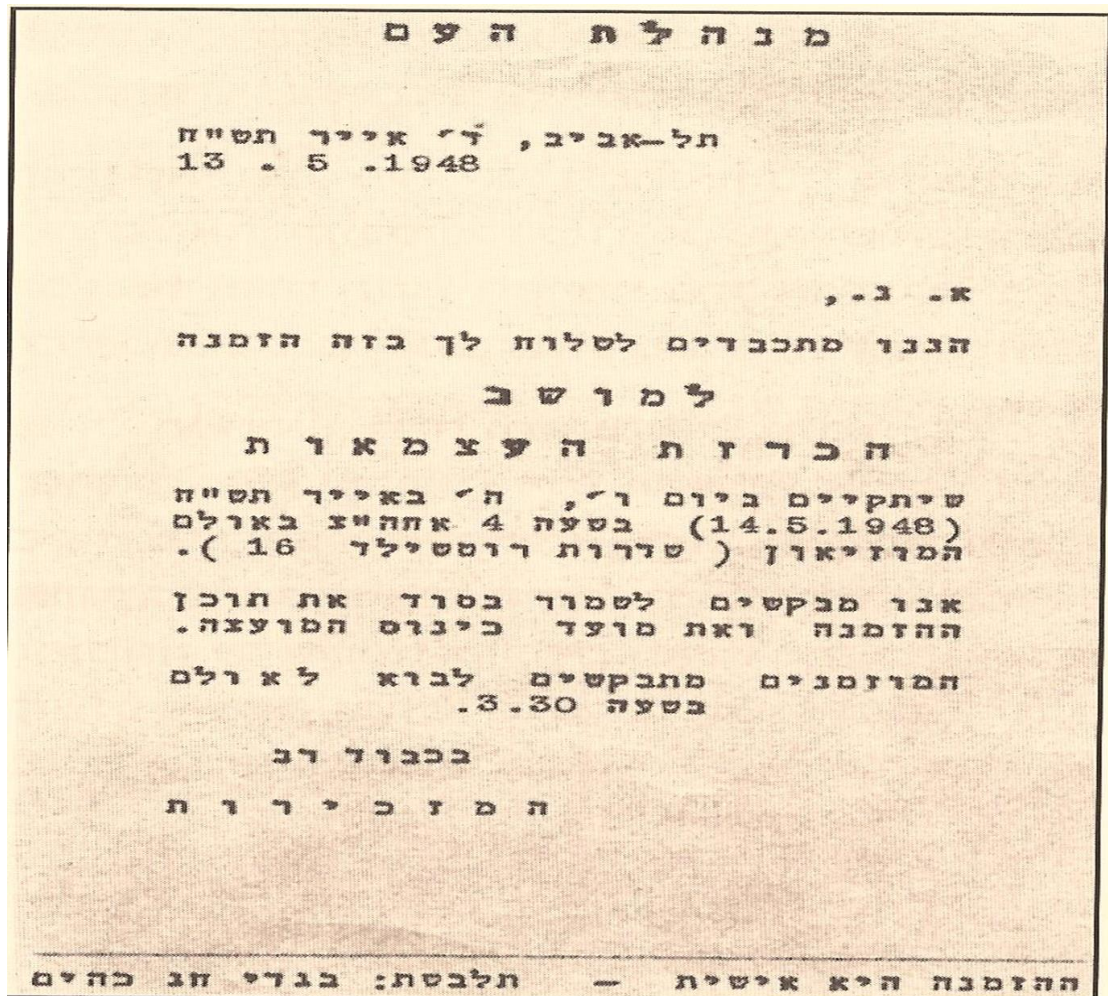 מנהלת העם
תל-אביב, ד' אייר תש"ח
13 . 5 .1948
א. נ.,
הננו מתכבדים לשלוח לך בזה הזמנה
למושב
הכרזת העצמאות
שיתקיים ביום ו', ה' באייר תש"ח
(14.5.1948) בשעה 4 אחה"צ באולם
המוזיאון ( שדרות רוטשילד 16 ).
אנו מבקשים לשמור בסוד את תוכן
ההזמנה ואת מועד כינוס המועצה.
המוזמנים מתבקשים לבוא לאולם
בשעה 3.30.
בכבוד רב
המזכירות
ההזמנה היא אישית – תלבשת: בגדי חג כהים